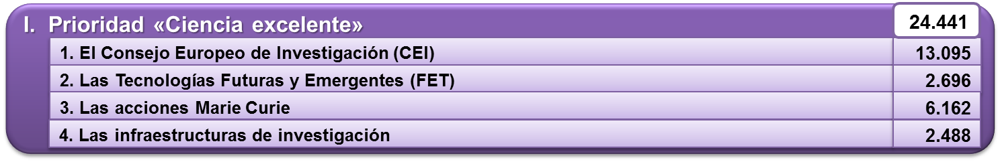 I. Prioridad «Ciencia excelente» 24.441
1. El Consejo Europeo de Investigación (CEI) 13.095
2. Las Tecnologías Futuras y Emergentes (FET) 2.696
3. Las acciones Marie Curie 6.162
4. Las infraestructuras de investigación 2.488